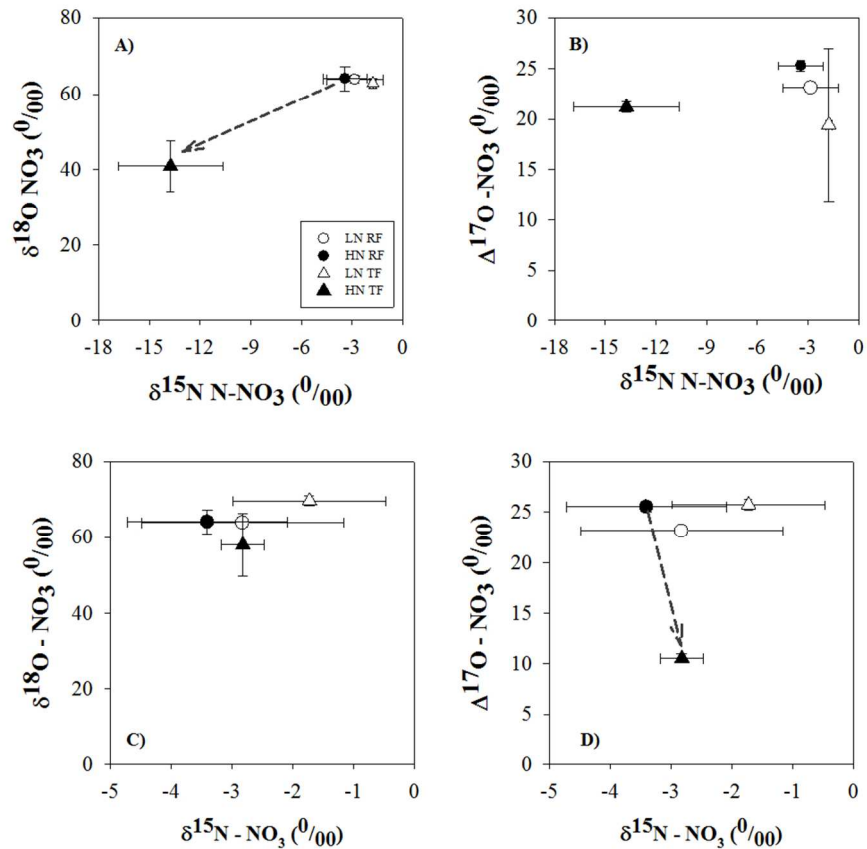 A)
δ18O NO3 (0/00)
80
60
40
20
0
-18 -15 -12 -9 -6 -3 0
δ15N N-NO3 (0/00)
LN RF
HN RF
LN TF
HN TF
B)
Δ17O -NO3 (0/00)
30
25
20
15
10
5
0
-18 -15 -12 -9 -6 -3 0
δ15N N-NO3 (0/00)
C)
δ18O - NO3 (0/00)
80
60
40
20
0
-5 -4 -3 -2 -1 0
δ15N - NO3 (0/00)
D)
Δ17O - NO3 (0/00)
30
25
20
15
10
5
0
-5 -4 -3 -2 -1 0
δ15N - NO3 (0/00)